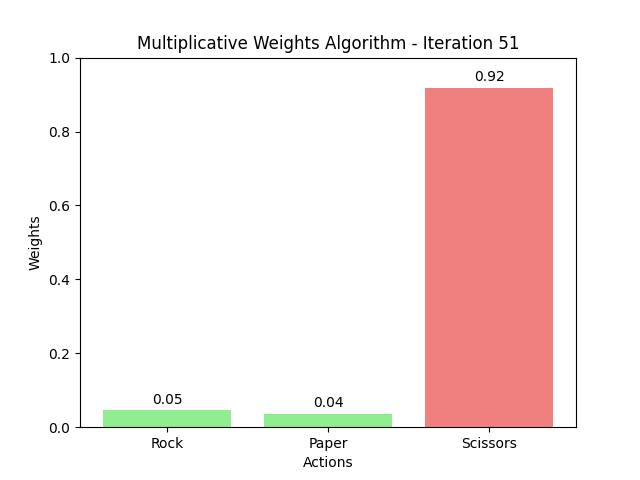 Multiplicative Weights Algorithm - Iteration 51
1.0
0.8
0.6
0.4
0.2
0.0
Weights
0.05
0.04
0.92
Rock
Paper
Scissors
Actions